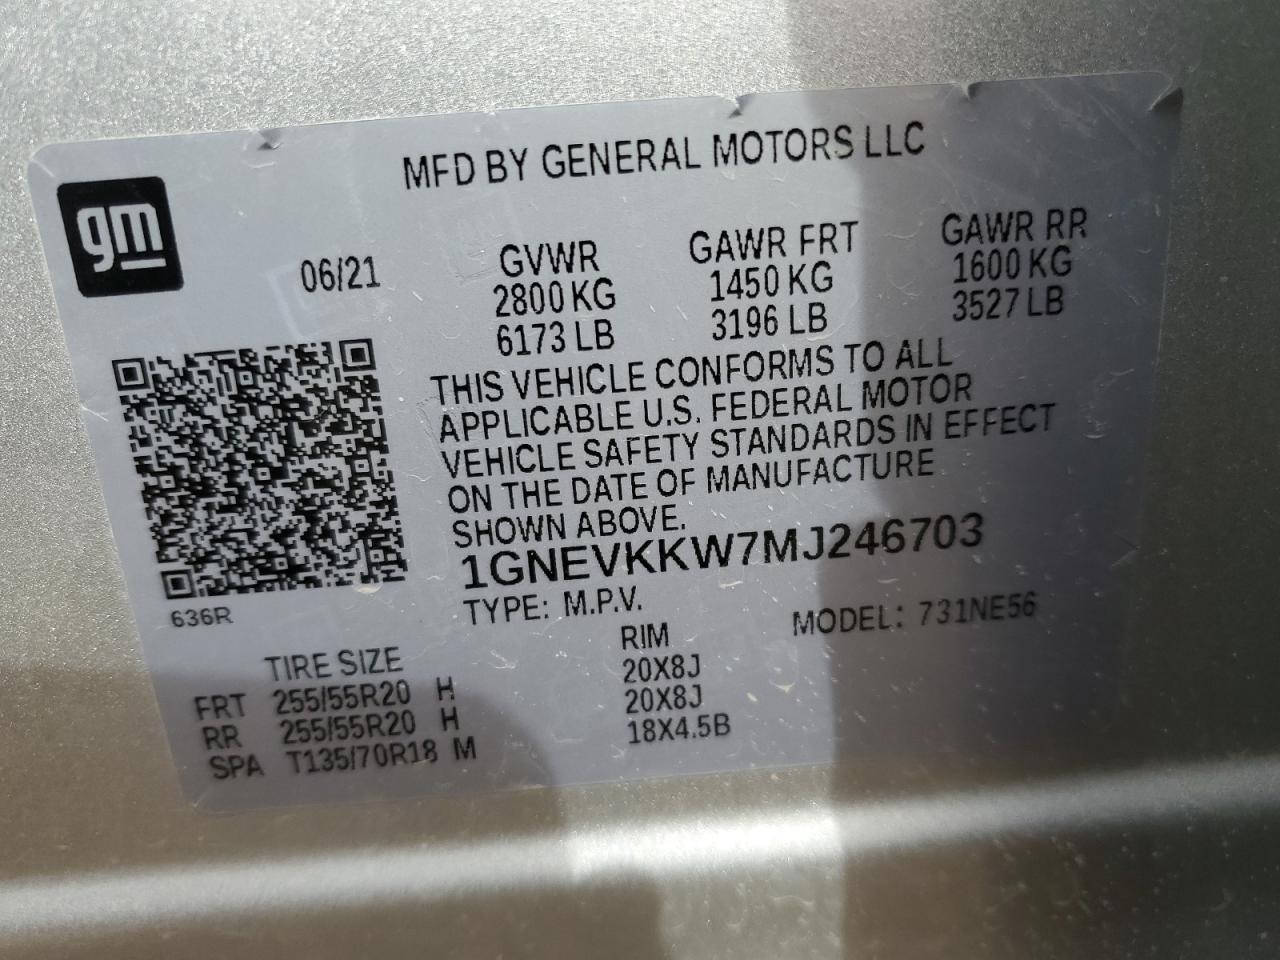 MFD BY GENERAL MOTORS LLC
gm
06/21
GVWR GAWR FRT GAWR RR
2800 KG 1450 KG 1600 KG
6173 LB 3196 LB 3527 LB
THIS VEHICLE CONFORMS TO ALL
APPLICABLE U.S. FEDERAL MOTOR
VEHICLE SAFETY STANDARDS IN EFFECT
ON THE DATE OF MANUFACTURE
SHOWN ABOVE.
1GNEVKKW7MJ246703
TYPE: M.P.V. MODEL: 731NE56
636R
TIRE SIZE RIM
FRT 255/55R20 H 20X8J
RR 255/55R20 H 20X8J
SPA T135/70R18 M 18X4.5B